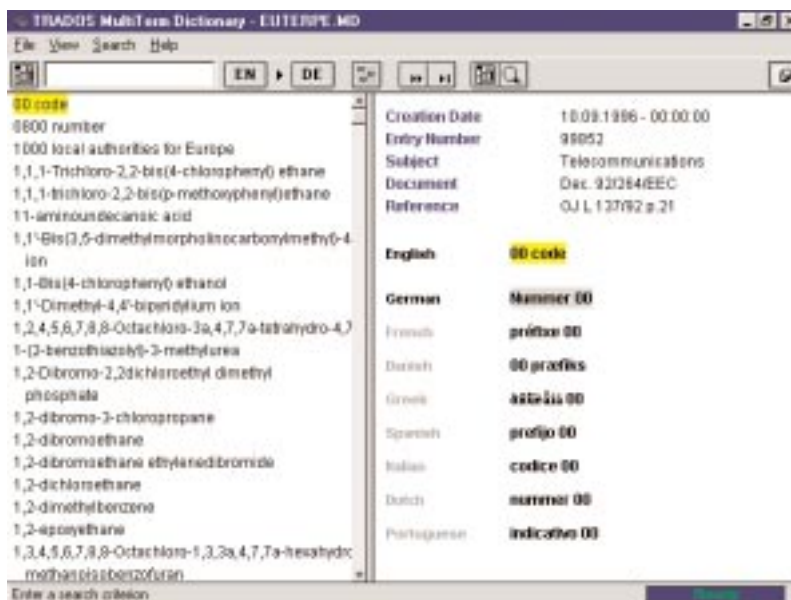 TRADOS MultiTerm Dictionary - EUTERPE.MD
File View Search Help
EN DE
00 code
0800 number
1000 local authorities for Europe
1,1,1-Trichloro-2,2-bis(4-chlorophenyl) ethane
1,1,1-trichloro-2,2-bis(p-methoxyphenyl)ethane
11-aminoundecanoic acid
1,1'-Bis(3,5-dimethylmorpholinocarbonylmethyl)-4
ion
1,1-Bis(4-chlorophenyl) ethanol
1,1'-Dimethyl-4,4'-bipyridylium ion
1,2,4,5,6,7,8,8-Octachloro-3a,4,7,7a-tetrahydro-4,7
1-(2-benzothiazolyl)-3-methylurea
1,2-Dibromo-2,2dichloroethyl dimethyl
phosphate
1,2-dibromo-3-chloropropane
1,2-dibromoethane
1,2-dibromoethane ethylenedibromide
1,2-dichloroethane
1,2-dimethylbenzene
1,2-epoxyethane
1,3,4,5,6,7,8,8-Octachloro-1,3,3a,4,7,7a-hexahydro
methanoisobenzofuran
Creation Date 10.09.1996 - 00:00:00
Entry Number 99052
Subject Telecommunications
Document Dec. 92/264/EEC
Reference OJ L 137/92 p.21
English 00 code
German Nummer 00
French préfixe 00
Danish 00 præfiks
Greek 00
Spanish prefijo 00
Italian codice 00
Dutch nummer 00
Portuguese indicativo 00
Enter a search criterion